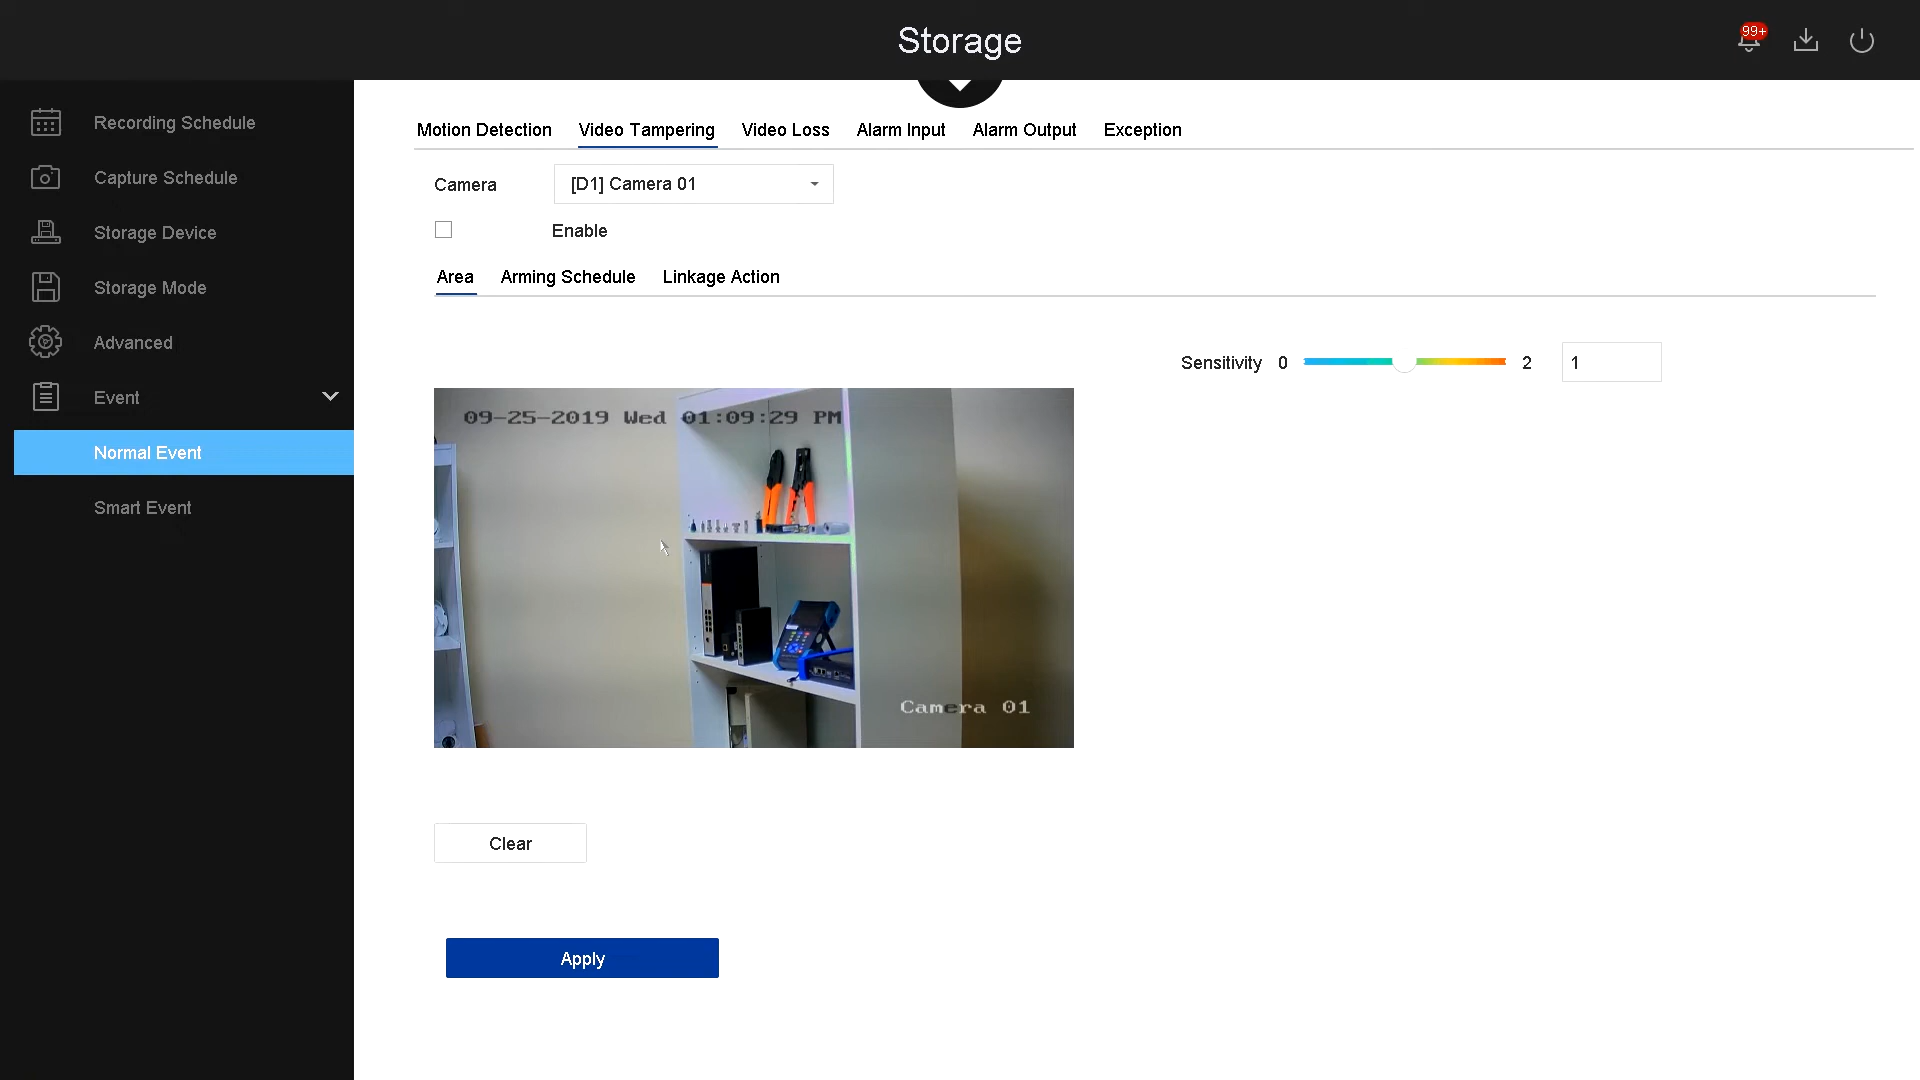 Storage
99+
Recording Schedule
Capture Schedule
Storage Device
Storage Mode
Advanced
Event
Normal Event
Smart Event
Motion Detection Video Tampering Video Loss Alarm Input Alarm Output Exception
Camera [D1] Camera 01
Enable
Area Arming Schedule Linkage Action
Sensitivity 0 2 1
09-25-2019 Wed 01:09:29 PM
Camera 01
Clear
Apply